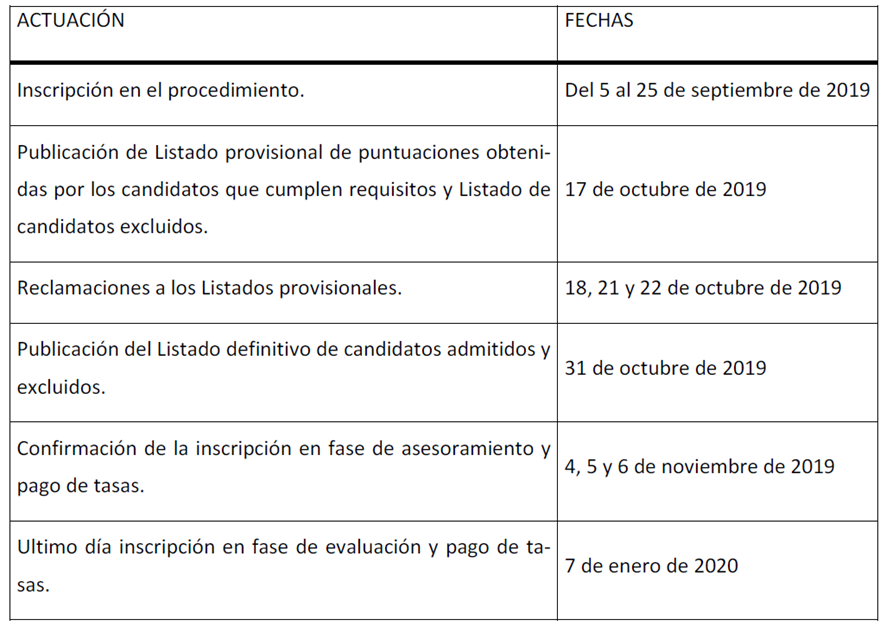 ACTUACIÓN
FECHAS
Inscripción en el procedimiento.
Del 5 al 25 de septiembre de 2019
Publicación de Listado provisional de puntuaciones obteni-
das por los candidatos que cumplen requisitos y Listado de
candidatos excluidos.
17 de octubre de 2019
Reclamaciones a los Listados provisionales.
18, 21 y 22 de octubre de 2019
Publicación del Listado definitivo de candidatos admitidos y
excluidos.
31 de octubre de 2019
Confirmación de la inscripción en fase de asesoramiento y
pago de tasas.
4, 5 y 6 de noviembre de 2019
Ultimo día inscripción en fase de evaluación y pago de ta-
sas.
7 de enero de 2020